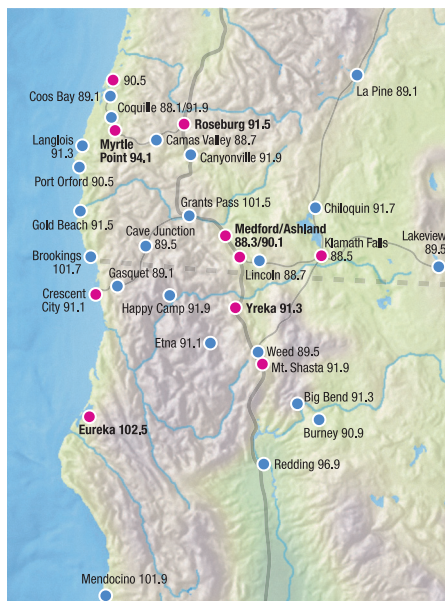 90.5
La Pine 89.1
Coos Bay 89.1
Coquille 88.1/91.9
Roseburg 91.5
Langlois
91.3
Myrtle
Point 94.1
Camas Valley 88.7
Canyonville 91.9
Port Orford 90.5
Grants Pass 101.5
Gold Beach 91.5
Chiloquin 91.7
Cave Junction
89.5
Medford/Ashland
88.3/90.1
Klamath Falls
88.5
Lakeview
89.5
Brookings
101.7
Lincoln 88.7
Gasquet 89.1
Crescent
City 91.1
Happy Camp 91.9
Yreka 91.3
Etna 91.1
Weed 89.5
Mt. Shasta 91.9
Big Bend 91.3
Eureka 102,5
Burney 90.9
Redding 96.9
Mendocino 101.9